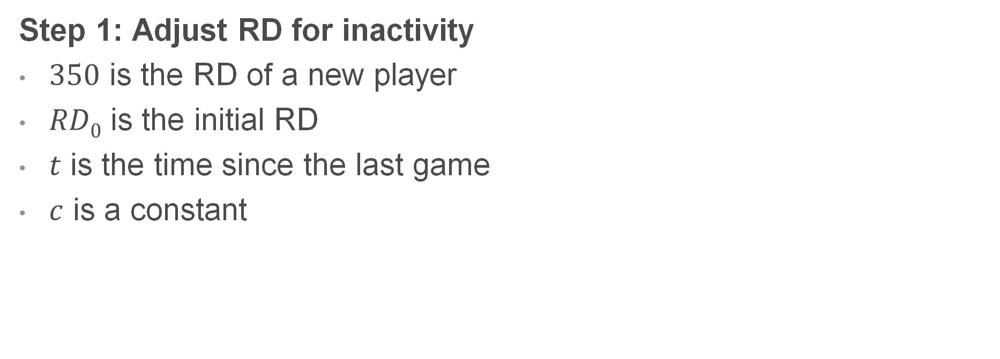 Step 1: Adjust RD for inactivity
• 350 is the RD of a new player
• RD₀ is the initial RD
• t is the time since the last game
• c is a constant